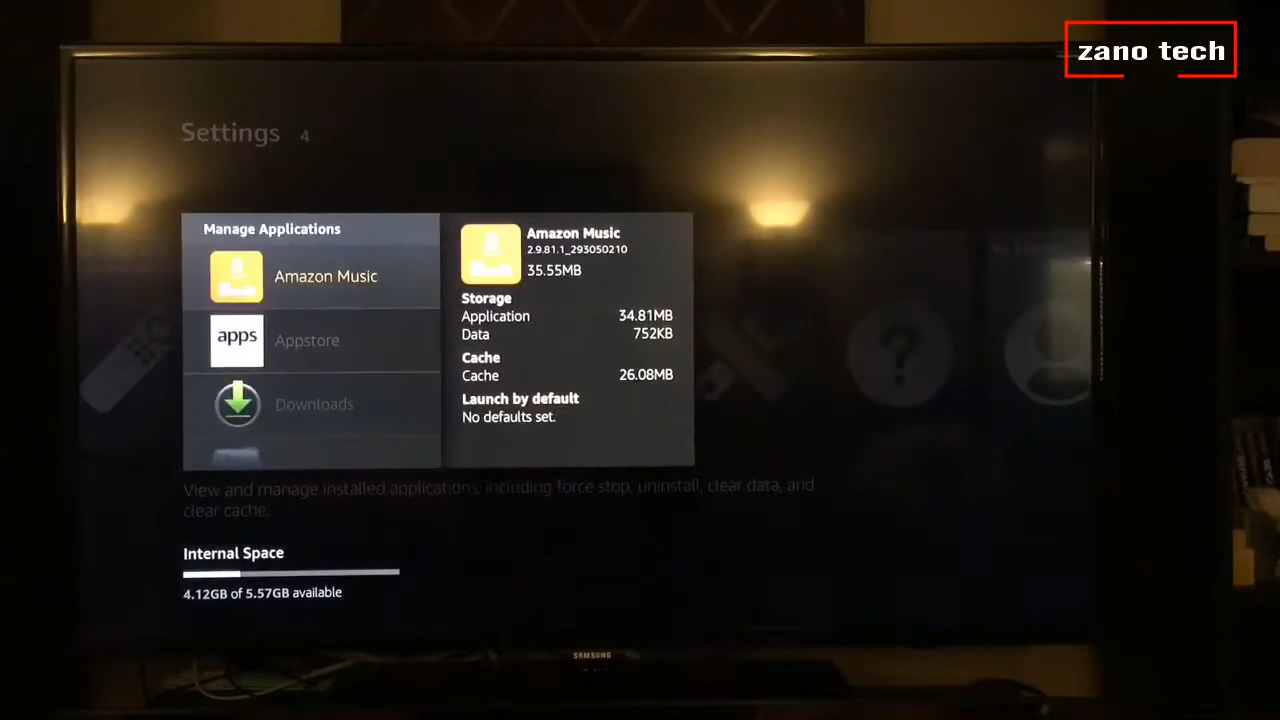 zano tech
Settings 4
Manage Applications
Amazon Music
apps
Appstore
Downloads
Amazon Music
2.9.81.1_293050210
35.55MB
Storage
Application 34.81MB
Data 752KB
Cache
Cache 26.08MB
Launch by default
No defaults set.
View and manage installed applications, including force stop, uninstall, clear data, and
clear cache.
Internal Space
4.12GB of 5.57GB available
SAMSUNG